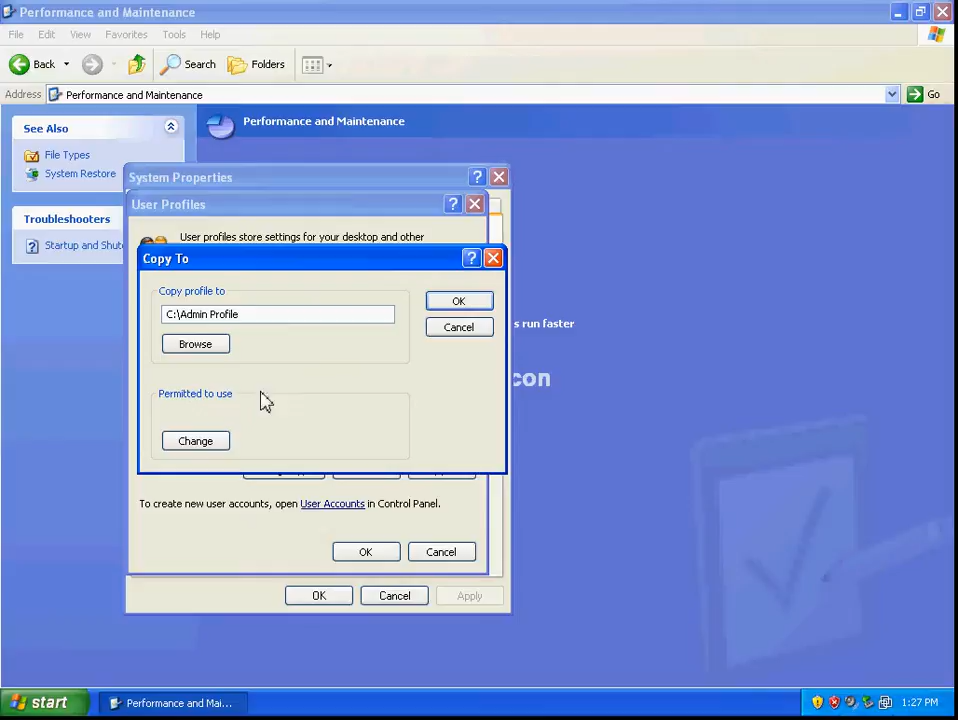 Performance and Maintenance
File Edit View Favorites Tools Help
Back Search Folders
Address Performance and Maintenance Go
See Also
File Types
System Restore
Troubleshooters
Startup and Shut
Performance and Maintenance
s run faster
con
System Properties
User Profiles
User profiles store settings for your desktop and other
Copy To
Copy profile to
C:\Admin Profile
Browse
OK
Cancel
Permitted to use
Change
To create new user accounts, open User Accounts in Control Panel.
OK Cancel
OK Cancel Apply
start Performance and Mai... 1:27 PM